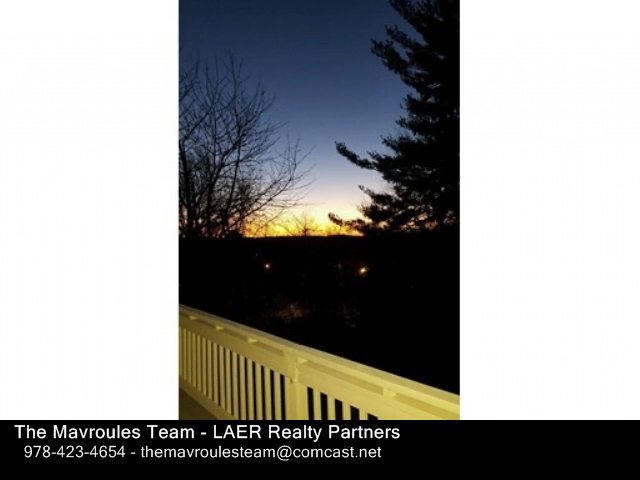 The Mavroules Team - LAER Realty Partners
978-423-4654 - themavroulesteam@comcast.net